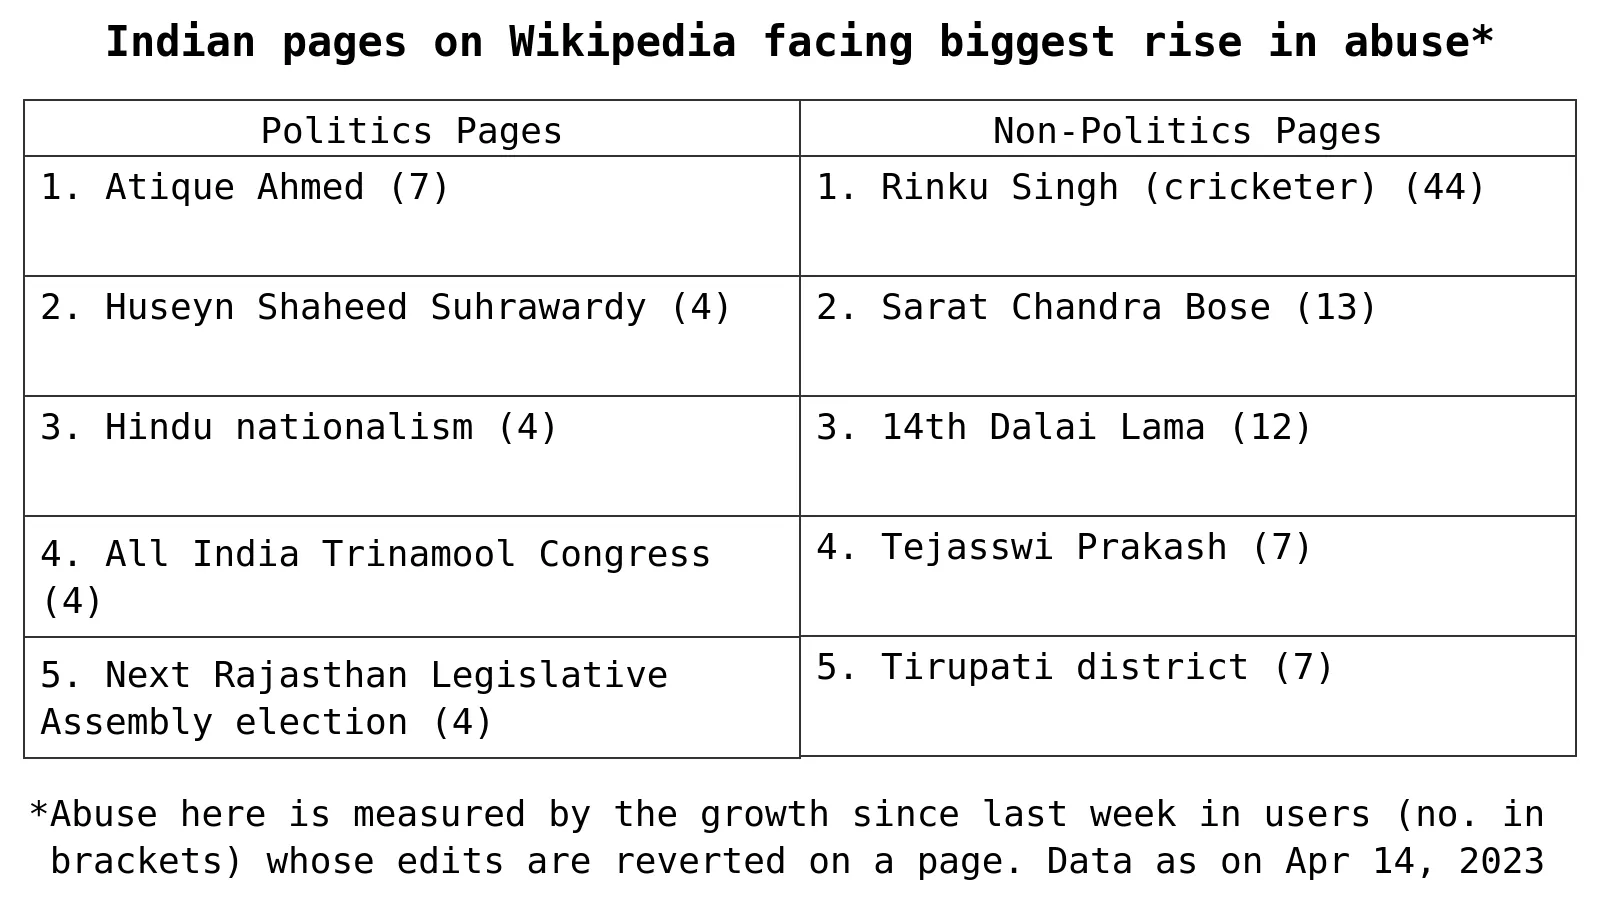 Indian pages on Wikipedia facing biggest rise in abuse*
Politics Pages
Non-Politics Pages
1. Atique Ahmed (7)
1. Rinku Singh (cricketer) (44)
2. Huseyn Shaheed Suhrawardy (4)
2. Sarat Chandra Bose (13)
3. Hindu nationalism (4)
3. 14th Dalai Lama (12)
4. All India Trinamool Congress
(4)
4. Tejasswi Prakash (7)
5. Next Rajasthan Legislative
Assembly election (4)
5. Tirupati district (7)
*Abuse here is measured by the growth since last week in users (no. in
brackets) whose edits are reverted on a page. Data as on Apr 14, 2023